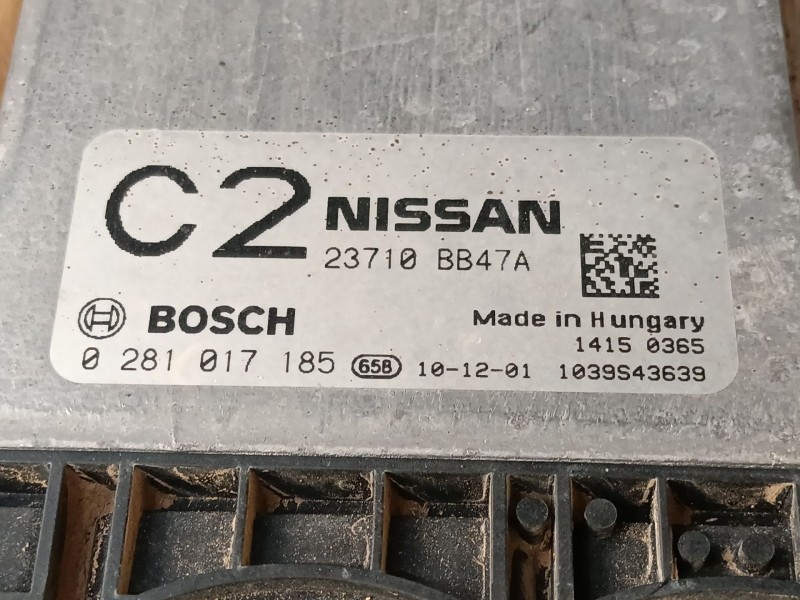 C2 NISSAN
23710 BB47A
BOSCH Made in Hungary
1415 0365
0 281 017 185 658 10-12-01 1039S43639